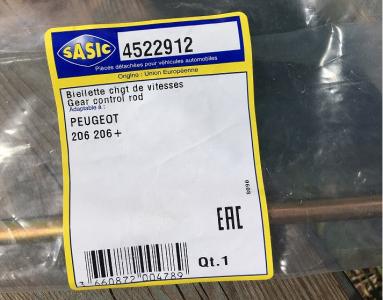 SASIC
4522912
Pièces détachées pour véhicules automobiles
Origine : Union Européenne
Biellette chgt de vitesses
Gear control rod
Adaptable à :
PEUGEOT
206 206+
0690
EAC
3 660872 004789
Qt.1